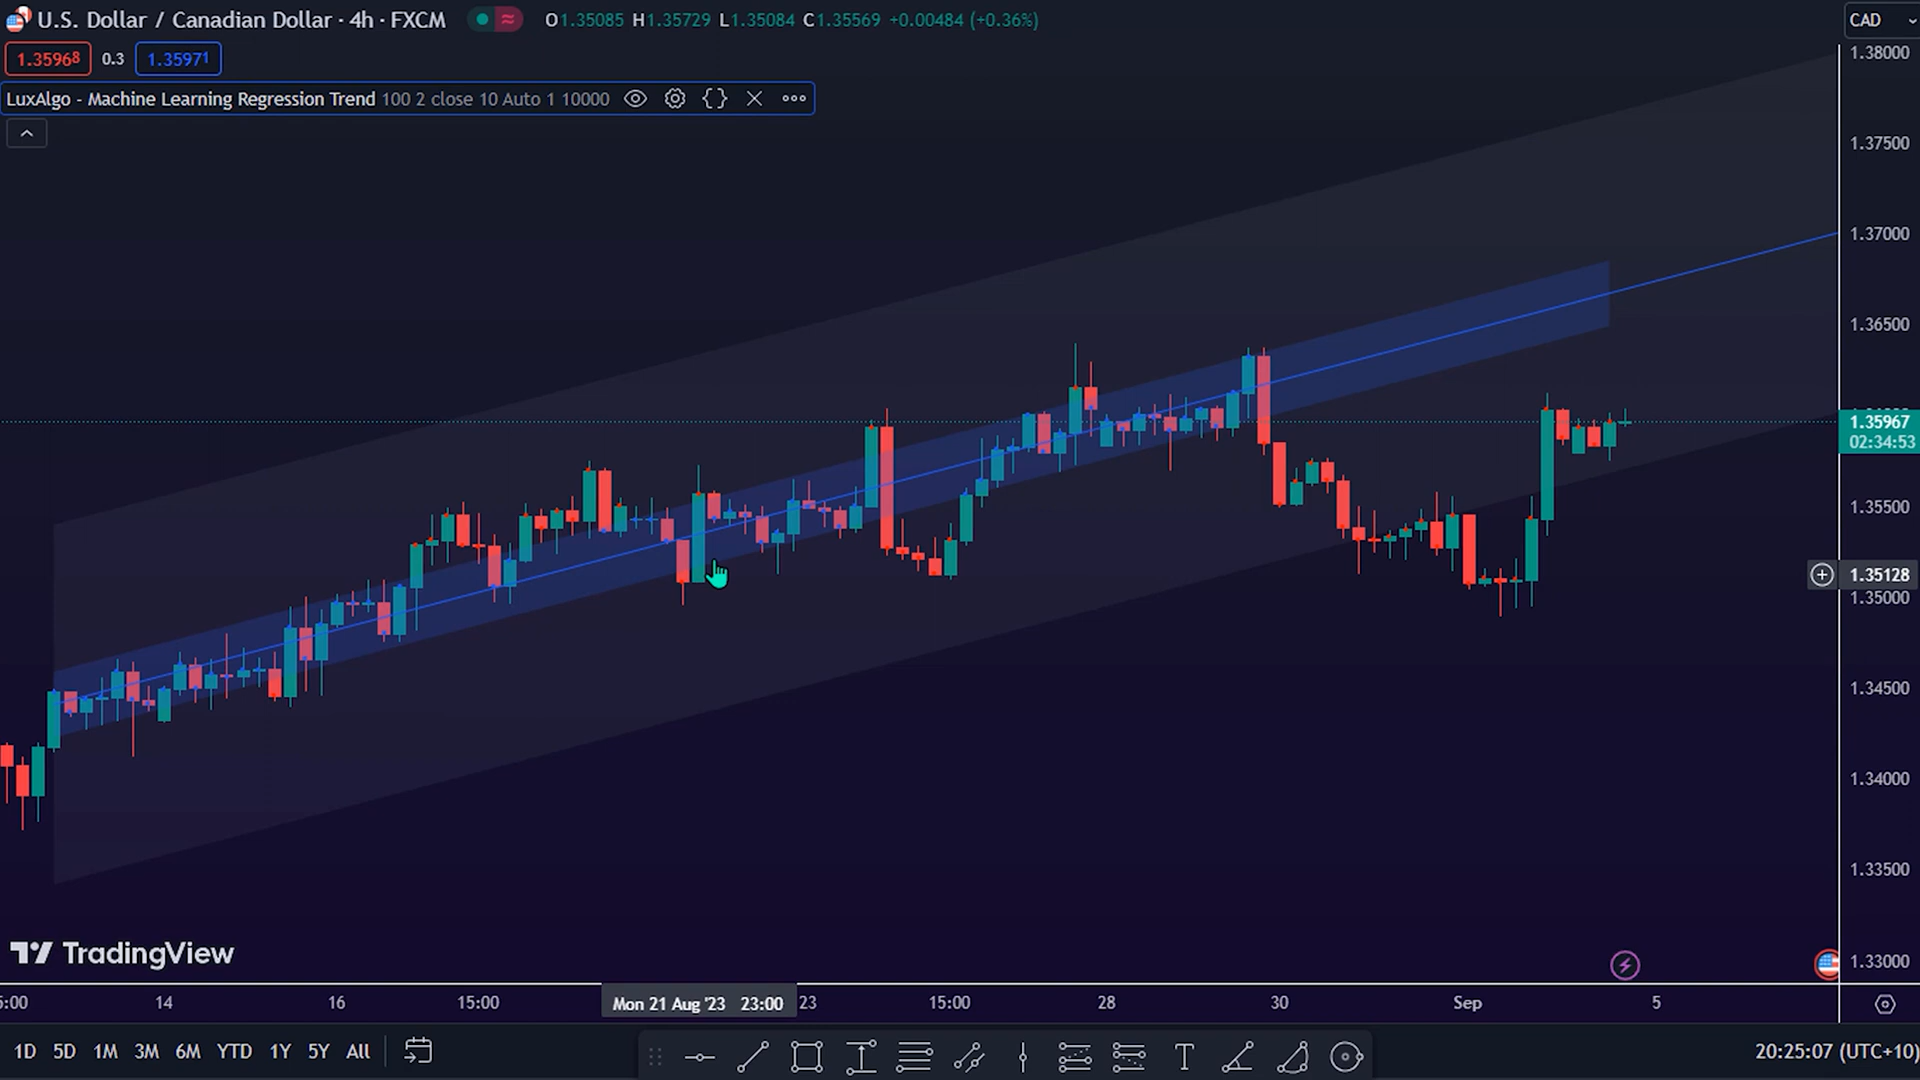 U.S. Dollar / Canadian Dollar · 4h · FXCM O1.35085 H1.35729 L1.35084 C1.35569 +0.00484 (+0.36%)
CAD
1.35968 0.3 1.35971
LuxAlgo - Machine Learning Regression Trend 100 2 close 10 Auto 1 10000
1.38000
1.37500
1.37000
1.36500
1.35967
02:34:53
1.35500
1.35128
1.35000
1.34500
1.34000
1.33500
1.33000
TradingView
5:00 14 16 15:00 Mon 21 Aug '23 23:00 23 15:00 28 30 Sep 5
1D 5D 1M 3M 6M YTD 1Y 5Y All
20:25:07 (UTC+10)